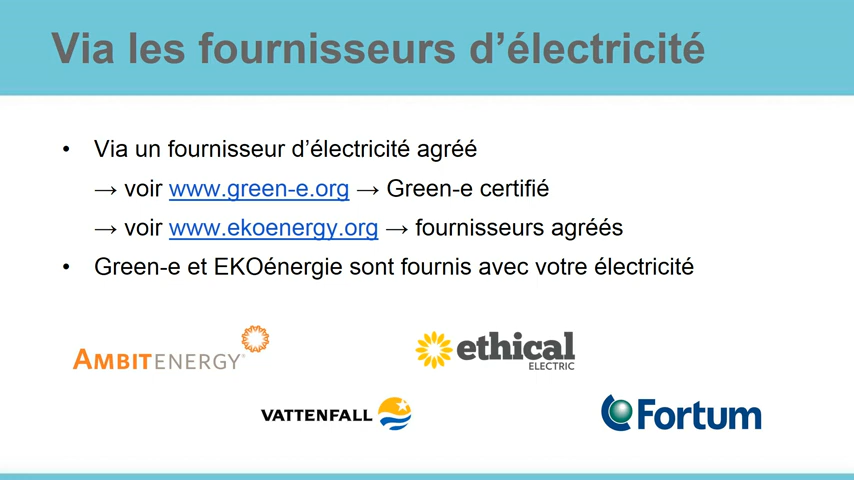 Via les fournisseurs d’électricité
• Via un fournisseur d’électricité agréé
→ voir www.green-e.org → Green-e certifié
→ voir www.ekoenergy.org → fournisseurs agréés
• Green-e et EKOénergie sont fournis avec votre électricité
AMBITENERGY®
ethical
ELECTRIC
VATTENFALL
Fortum